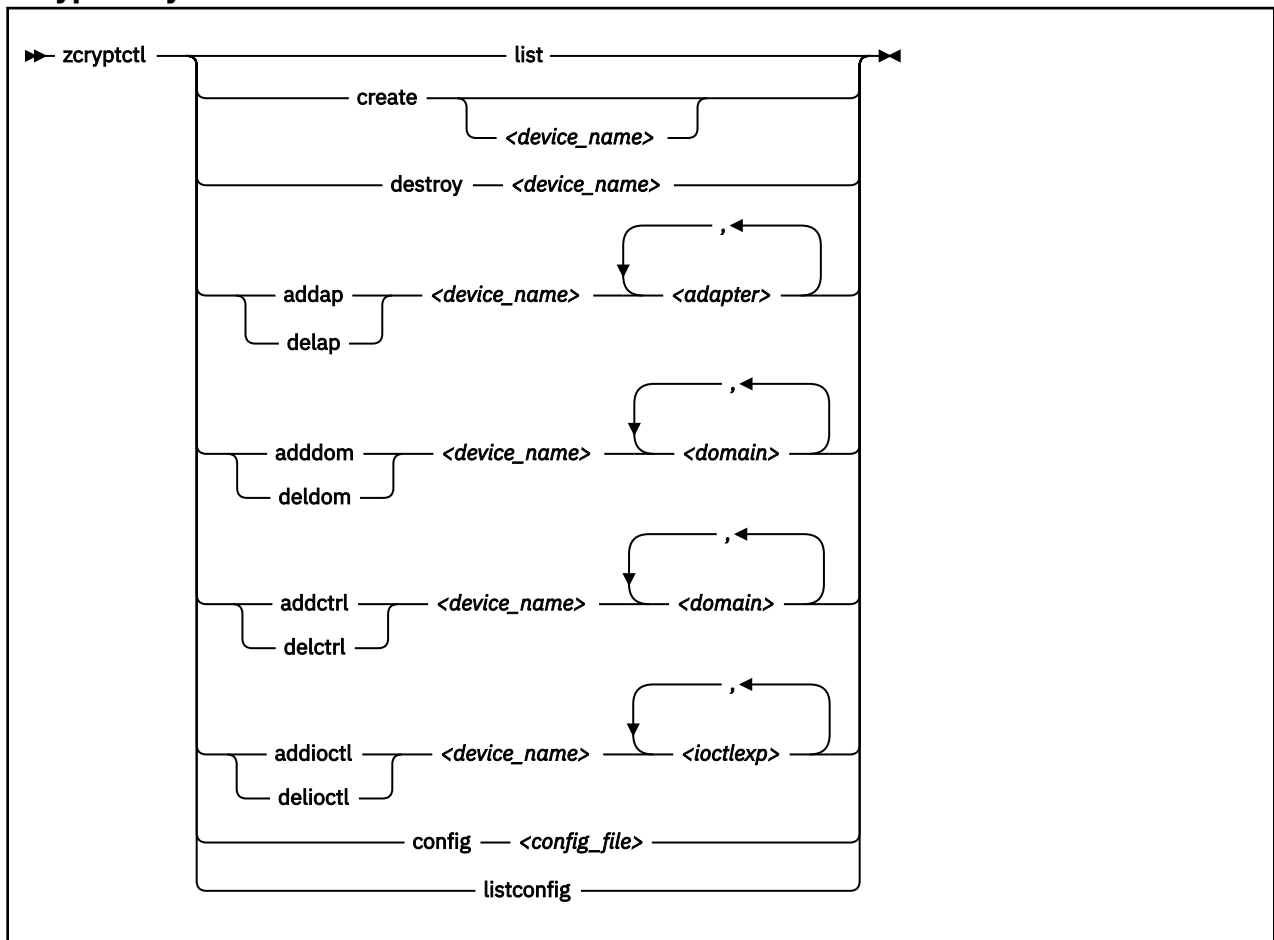 zcryptctl list
create
<device_name>
destroy <device_name>
,
addap <device_name> <adapter>
delap
,
adddom <device_name> <domain>
deldom
,
addctrl <device_name> <domain>
delctrl
,
addioctl <device_name> <ioctlexp>
delioctl
config <config_file>
listconfig